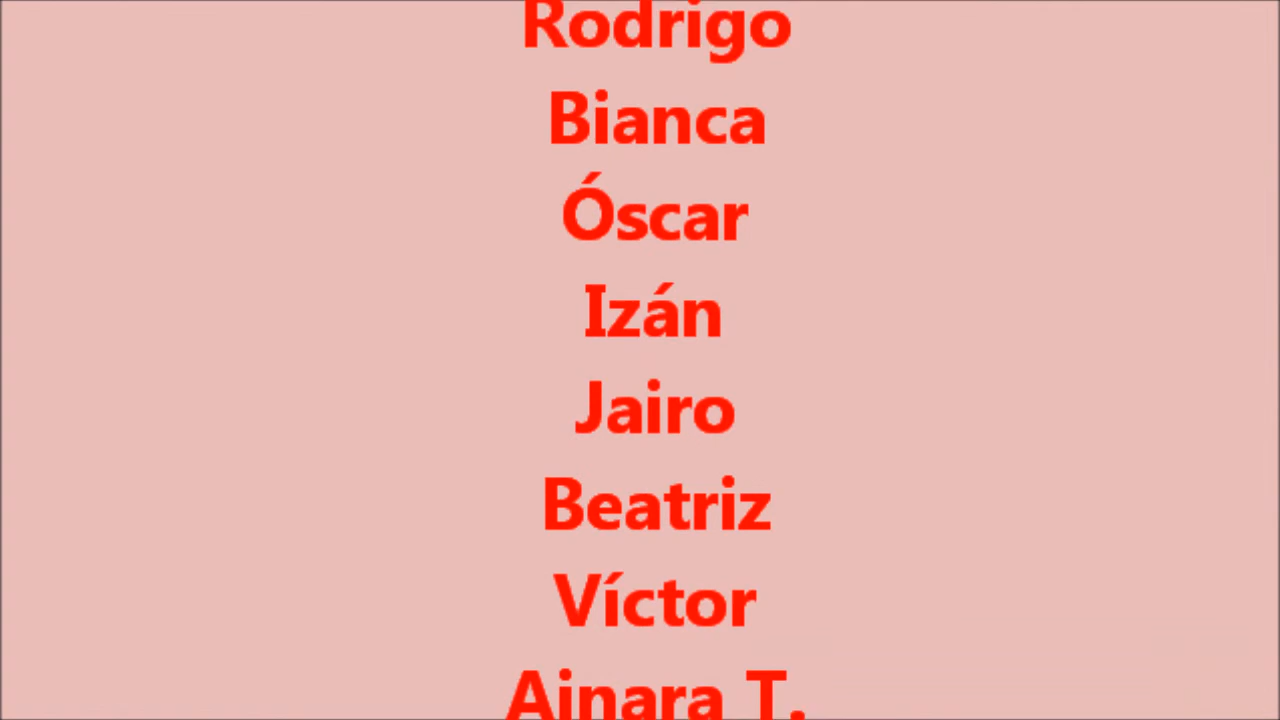 Rodrigo
Bianca
Óscar
Izán
Jairo
Beatriz
Víctor
Ainara T.